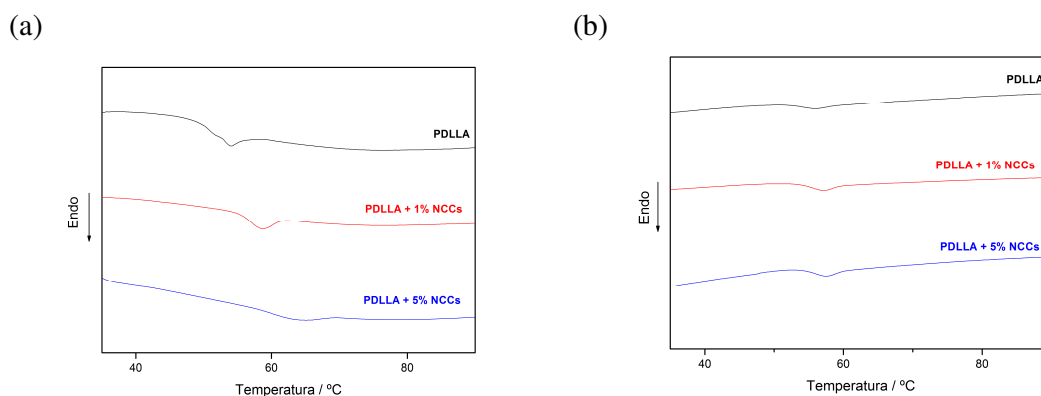 (a)
PDLLA
PDLLA + 1% NCCs
PDLLA + 5% NCCs
Endo
40
60
80
Temperatura / ºC
(b)
PDLLA
PDLLA + 1% NCCs
PDLLA + 5% NCCs
Endo
40
60
80
Temperatura / ºC